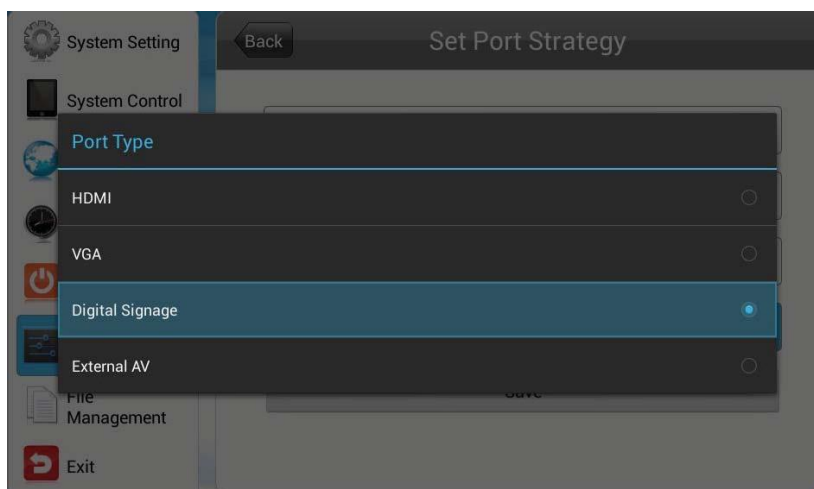 System Setting
Back
Set Port Strategy
System Control
Port Type
HDMI
VGA
Digital Signage
External AV
File
Management
Save
Exit